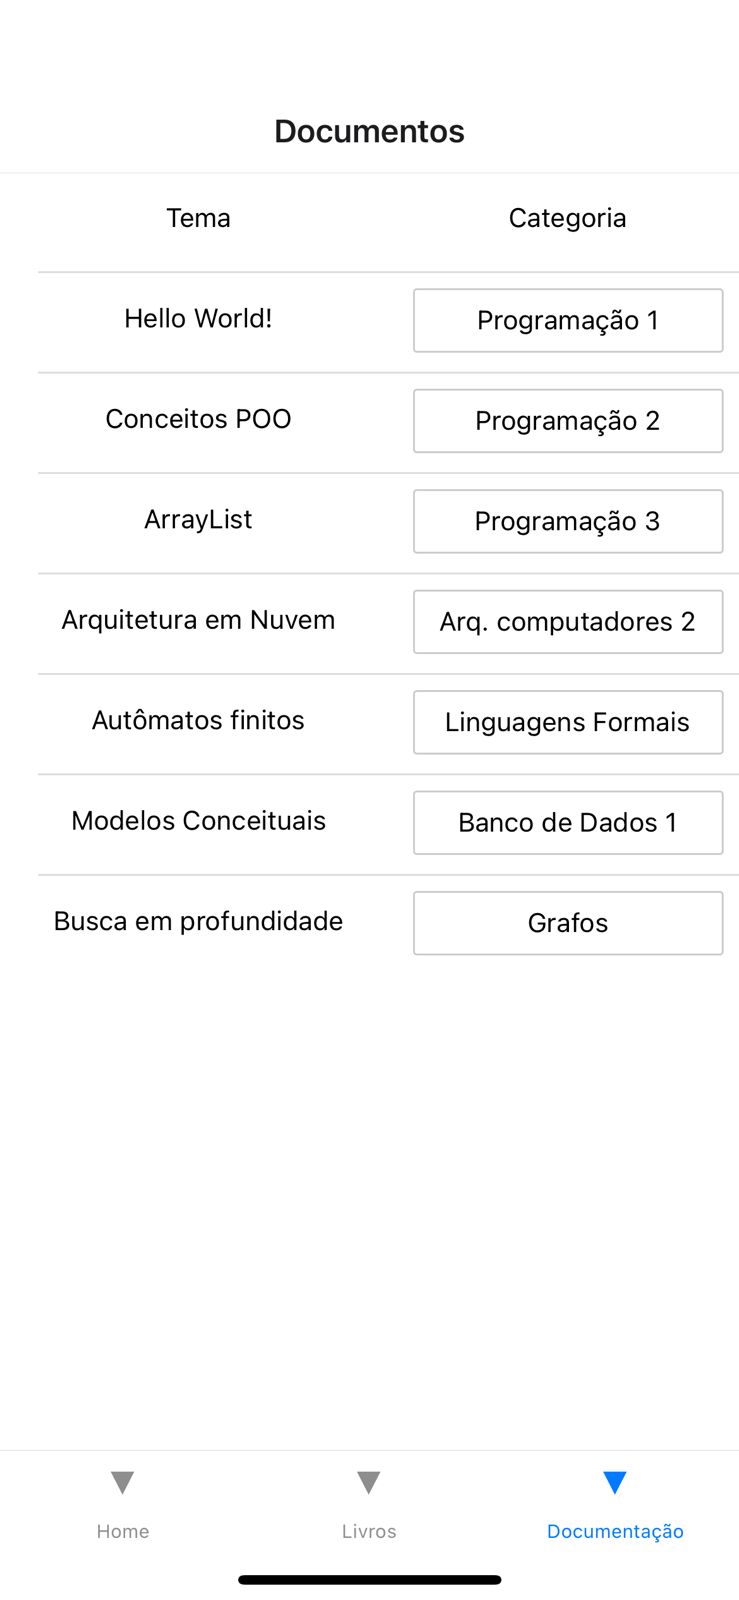 Documentos
Tema Categoria
Hello World! Programação 1
Conceitos POO Programação 2
ArrayList Programação 3
Arquitetura em Nuvem Arq. computadores 2
Autômatos finitos Linguagens Formais
Modelos Conceituais Banco de Dados 1
Busca em profundidade Grafos
Home Livros Documentação